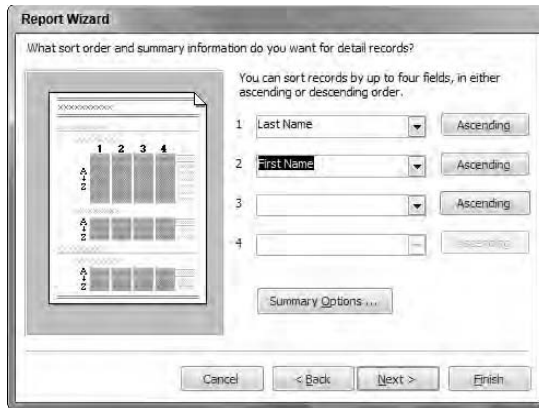 Report Wizard
What sort order and summary information do you want for detail records?
You can sort records by up to four fields, in either
ascending or descending order.
1 Last Name Ascending
1 2 3 4
2 First Name Ascending
A
Z
3 Ascending
4 Ascending
A
Z
A
Z
Summary Options ...
Cancel < Back Next > Finish